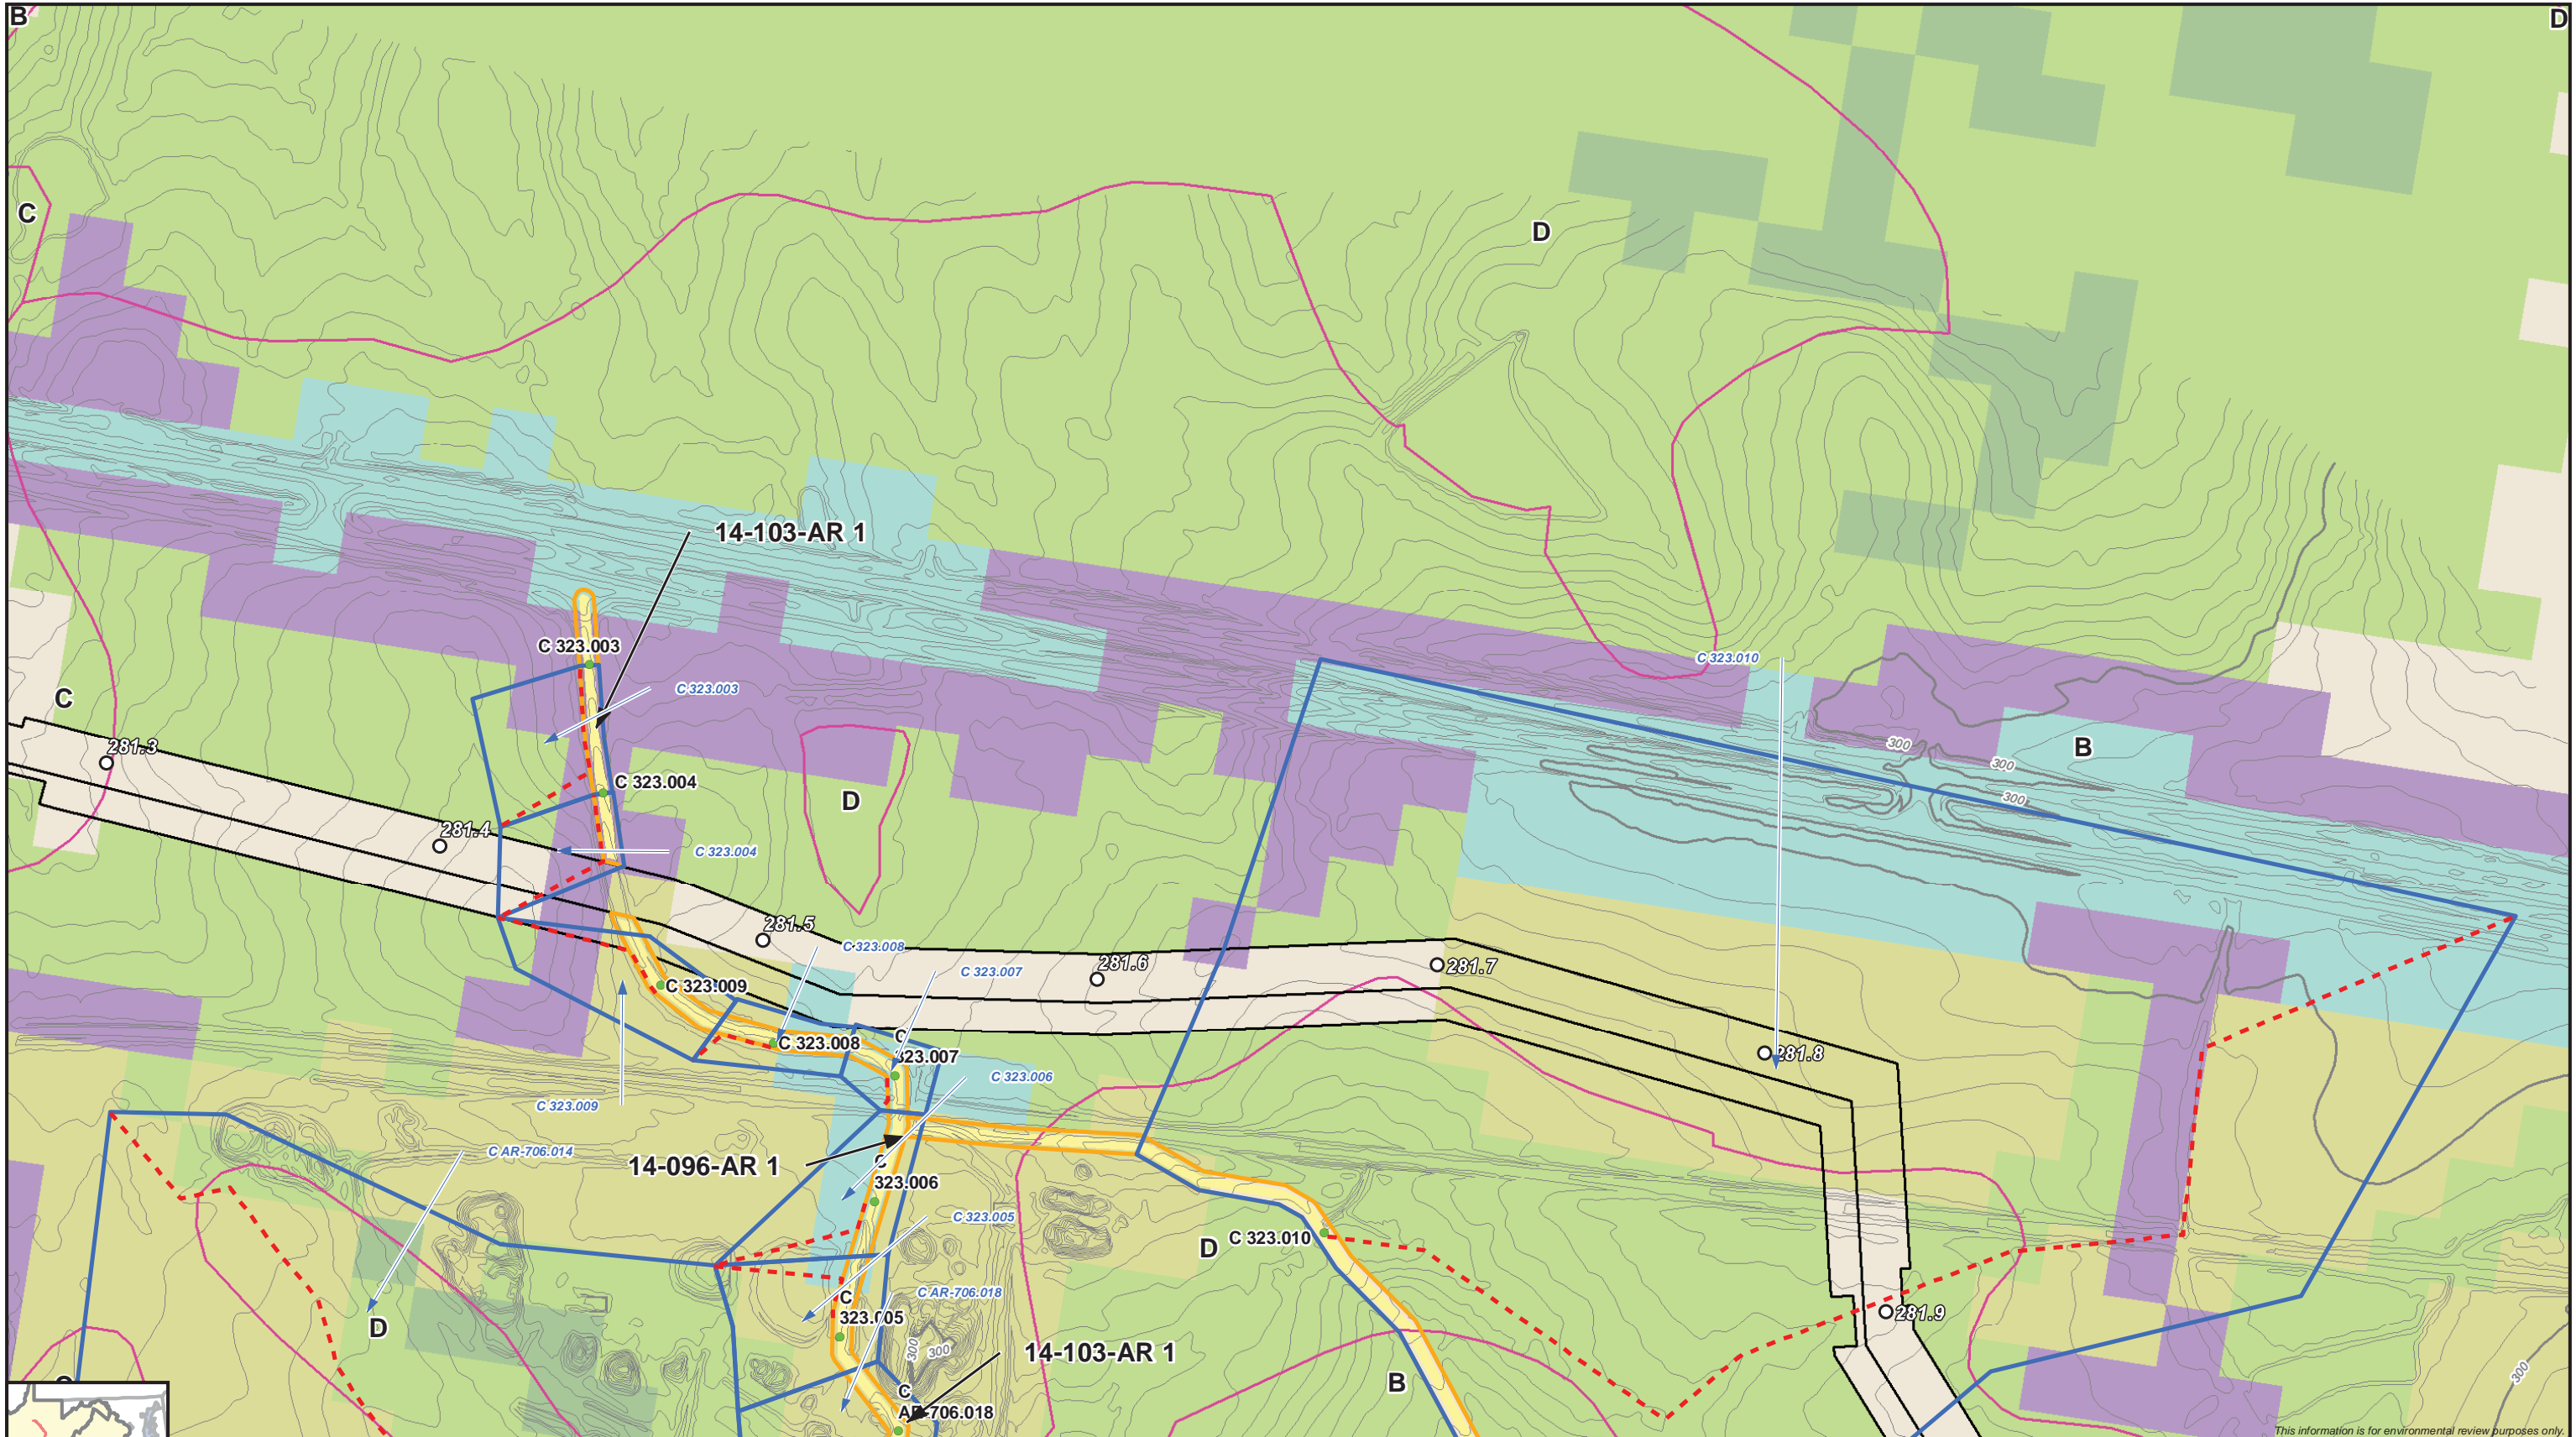 B
D
C
D
14-103-AR 1
C 323.003
C 323.010
C 323.003
C
300
B
281.3
300
C 323.004
300
D
281.4
C 323.004
281.5
C 323.008
281.6
281.7
C 323.007
C 323.009
C
C 323.008
323.007
281.8
C 323.006
C 323.009
C AR-706.014
14-096-AR 1
C
323.006
C 323.005
C 323.010
D
C AR-706.018
C
281.9
323.005
D
300
300
14-103-AR 1
300
B
C
AR-706.018
This information is for environmental review purposes only.